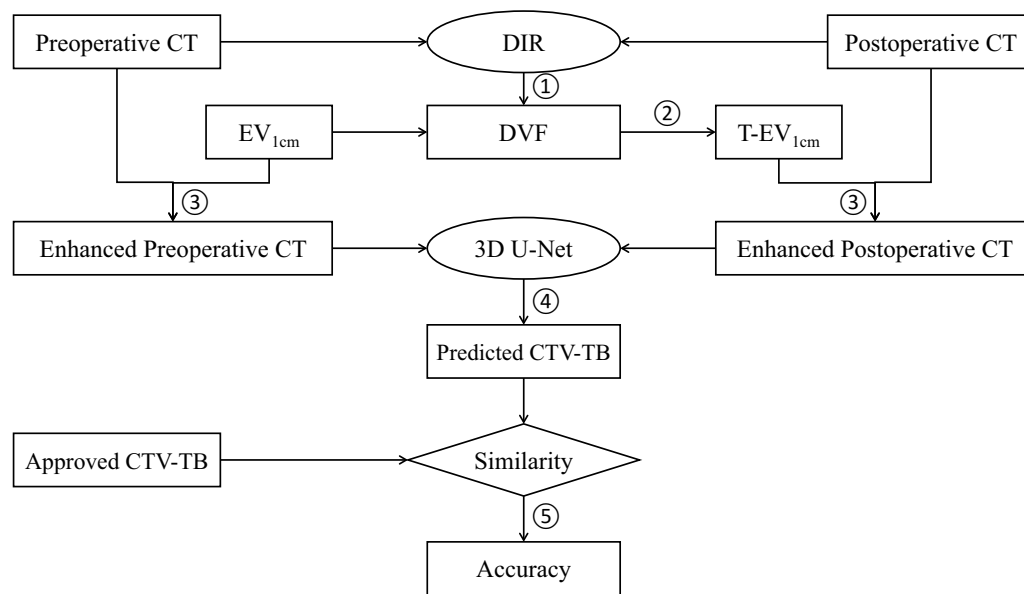 Preoperative CT
DIR
Postoperative CT
①
EV1cm
DVF
②
T-EV1cm
③
③
Enhanced Preoperative CT
3D U-Net
Enhanced Postoperative CT
④
Predicted CTV-TB
Approved CTV-TB
Similarity
⑤
Accuracy